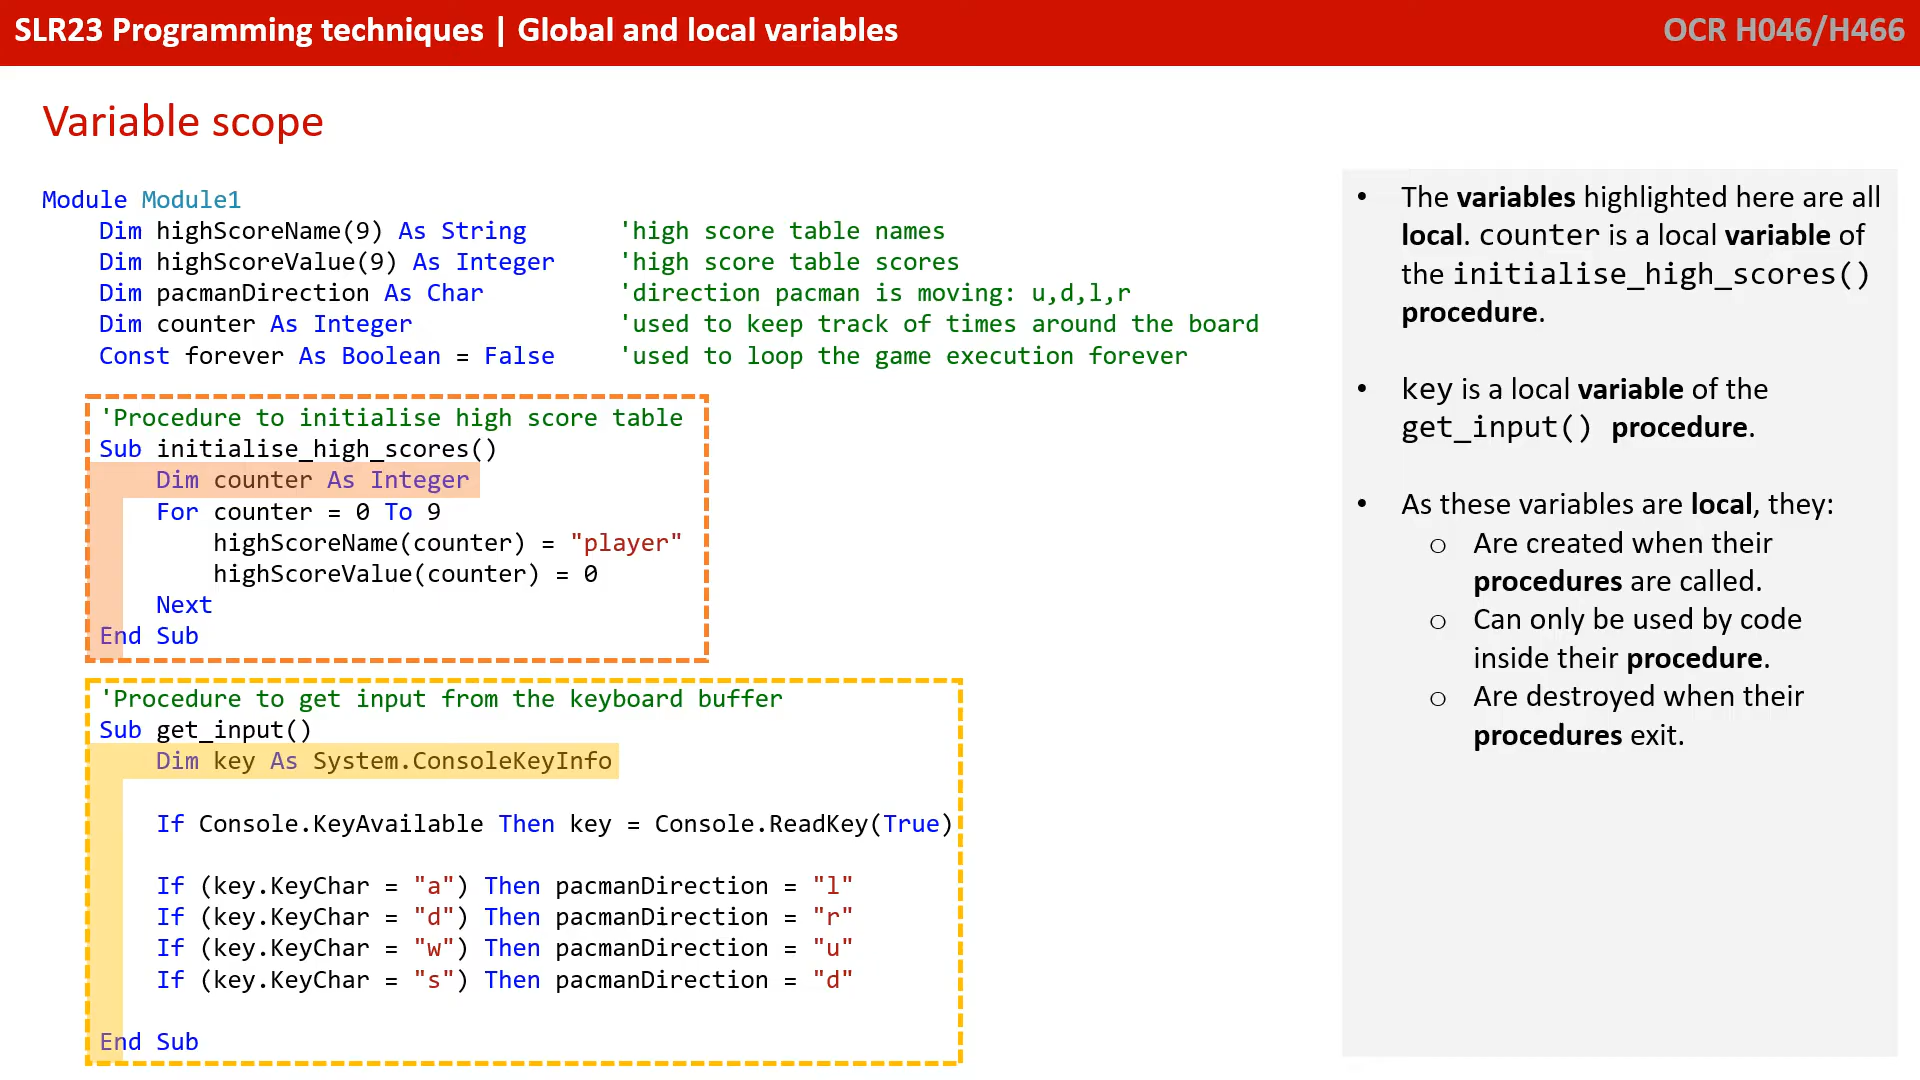 SLR23 Programming techniques | Global and local variables
OCR H046/H466
Variable scope
Module Module1
Dim highScoreName(9) As String 'high score table names
Dim highScoreValue(9) As Integer 'high score table scores
Dim pacmanDirection As Char 'direction pacman is moving: u,d,l,r
Dim counter As Integer 'used to keep track of times around the board
Const forever As Boolean = False 'used to loop the game execution forever
'Procedure to initialise high score table
Sub initialise_high_scores()
Dim counter As Integer
For counter = 0 To 9
highScoreName(counter) = "player"
highScoreValue(counter) = 0
Next
End Sub
'Procedure to get input from the keyboard buffer
Sub get_input()
Dim key As System.ConsoleKeyInfo
If Console.KeyAvailable Then key = Console.ReadKey(True)
If (key.KeyChar = "a") Then pacmanDirection = "l"
If (key.KeyChar = "d") Then pacmanDirection = "r"
If (key.KeyChar = "w") Then pacmanDirection = "u"
If (key.KeyChar = "s") Then pacmanDirection = "d"
End Sub
• The variables highlighted here are all
local. counter is a local variable of
the initialise_high_scores()
procedure.
• key is a local variable of the
get_input() procedure.
• As these variables are local, they:
o Are created when their
procedures are called.
o Can only be used by code
inside their procedure.
o Are destroyed when their
procedures exit.